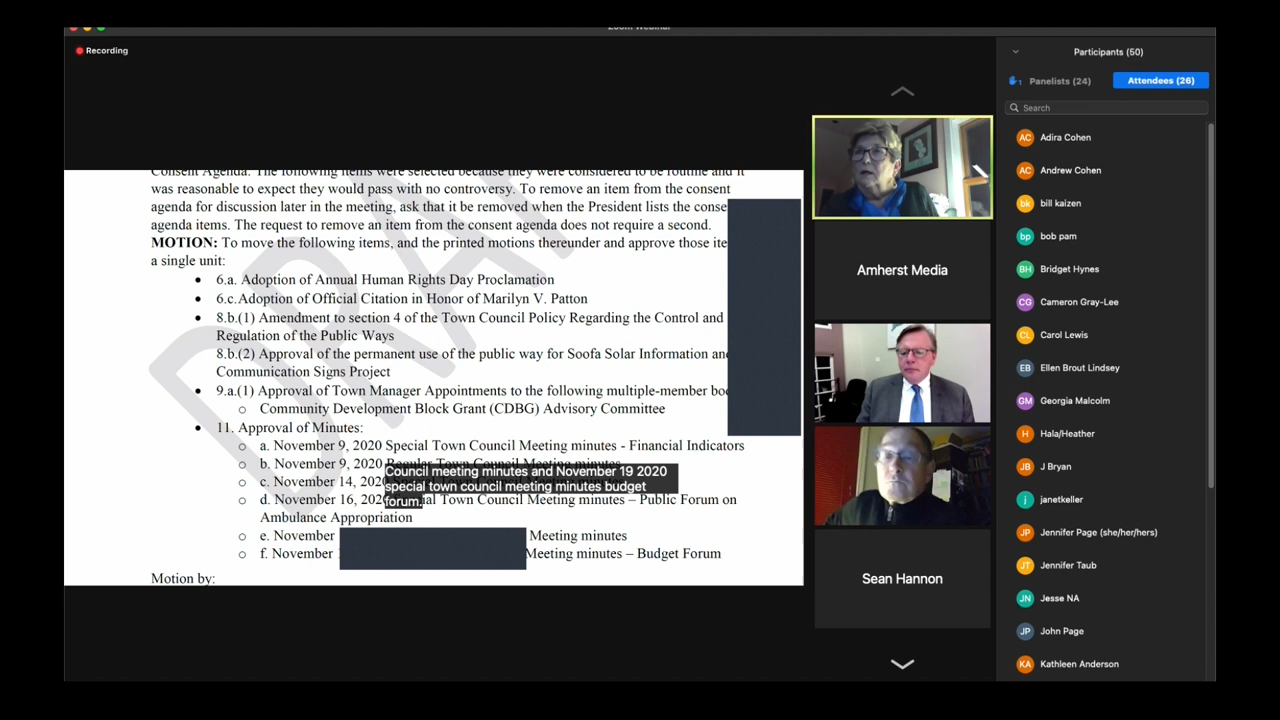 Zoom Webinar
Recording
Consent Agenda. The following items were selected because they were considered to be routine and it
was reasonable to expect they would pass with no controversy. To remove an item from the consent
agenda for discussion later in the meeting, ask that it be removed when the President lists the conse
agenda items. The request to remove an item from the consent agenda does not require a second.
MOTION: To move the following items, and the printed motions thereunder and approve those ite
a single unit:
• 6.a. Adoption of Annual Human Rights Day Proclamation
• 6.c.Adoption of Official Citation in Honor of Marilyn V. Patton
• 8.b.(1) Amendment to section 4 of the Town Council Policy Regarding the Control and
Regulation of the Public Ways
8.b.(2) Approval of the permanent use of the public way for Soofa Solar Information an
Communication Signs Project
• 9.a.(1) Approval of Town Manager Appointments to the following multiple-member bo
o Community Development Block Grant (CDBG) Advisory Committee
• 11. Approval of Minutes:
o a. November 9, 2020 Special Town Council Meeting minutes - Financial Indicators
o b. November 9, 2020 Regular Town Council Meeting minutes
o c. November 14, 202
o d. November 16, 202 Town Council Meeting minutes – Public Forum on
Ambulance Appropriation
o e. November Meeting minutes
o f. November Meeting minutes – Budget Forum
Motion by:
DRAF
Council meeting minutes and November 19 2020
special town council meeting minutes budget
forum.
Amherst Media
Sean Hannon
Participants (50)
1 Panelists (24) Attendees (26)
Search
AC Adira Cohen
AC Andrew Cohen
bk bill kaizen
bp bob pam
BH Bridget Hynes
CG Cameron Gray-Lee
CL Carol Lewis
EB Ellen Brout Lindsey
GM Georgia Malcolm
H Hala/Heather
JB J Bryan
j janetkeller
JP Jennifer Page (she/her/hers)
JT Jennifer Taub
JN Jesse NA
JP John Page
KA Kathleen Anderson